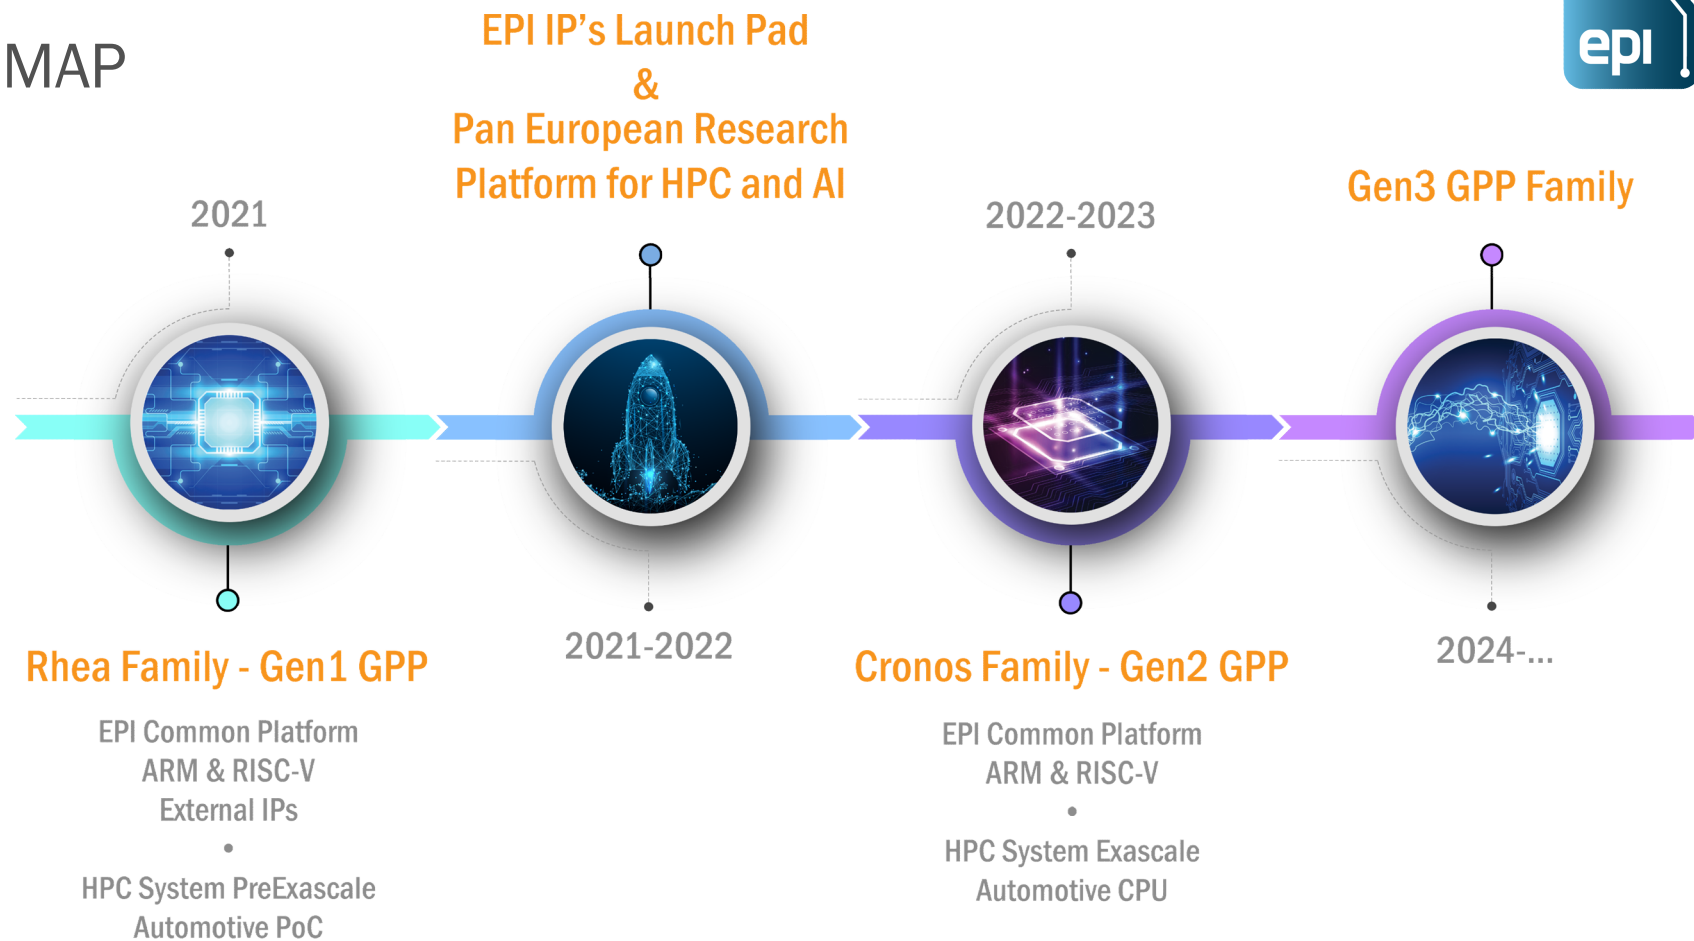 MAP
epi
2021
Rhea Family - Gen1 GPP
EPI Common Platform
ARM & RISC-V
External IPs
•
HPC System PreExascale
Automotive PoC
EPI IP's Launch Pad
&
Pan European Research
Platform for HPC and AI
2021-2022
2022-2023
Cronos Family - Gen2 GPP
EPI Common Platform
ARM & RISC-V
•
HPC System Exascale
Automotive CPU
Gen3 GPP Family
2024-...